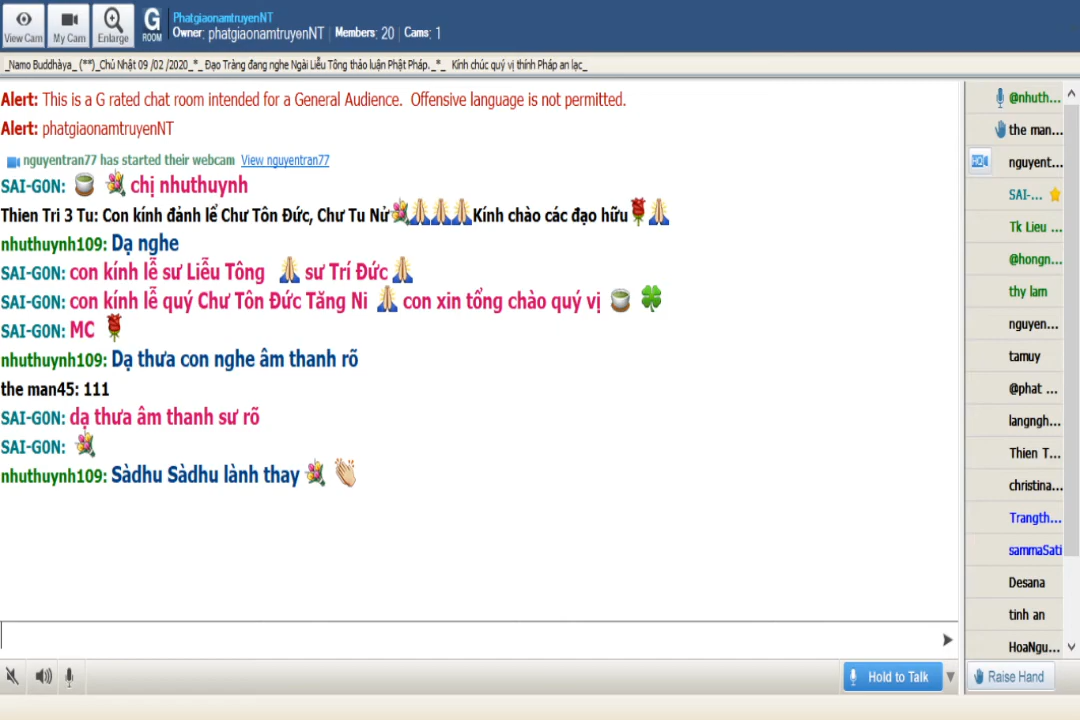 View Cam
My Cam
Enlarge
G
ROOM
PhatgiaonamtruyenNT
Owner: phatgiaonamtruyenNT | Members: 20 | Cams: 1
_Namo Buddhàya_ (**)_Chủ Nhật 09 /02 /2020_*_ Đạo Tràng đang nghe Ngài Liễu Tông thảo luận Phật Pháp._*_ Kính chúc quý vị thính Pháp an lạc_
Alert: This is a G rated chat room intended for a General Audience. Offensive language is not permitted.
Alert: phatgiaonamtruyenNT
nguyentran77 has started their webcam View nguyentran77
SAI-GON: chị nhuthuynh
Thien Tri 3 Tu: Con kính đảnh lể Chư Tôn Đức, Chư Tu Nử Kính chào các đạo hữu
nhuthuynh109: Dạ nghe
SAI-GON: con kính lễ sư Liễu Tông sư Trí Đức
SAI-GON: con kính lễ quý Chư Tôn Đức Tăng Ni con xin tổng chào quý vị
SAI-GON: MC
nhuthuynh109: Dạ thưa con nghe âm thanh rõ
the man45: 111
SAI-GON: dạ thưa âm thanh sư rõ
SAI-GON:
nhuthuynh109: Sàdhu Sàdhu lành thay
@nhuth...
the man...
nguyent...
SAI-...
Tk Lieu ...
@hongn...
thy lam
nguyen...
tamuy
@phat ...
langngh...
Thien T...
christina...
Trangth...
sammaSati
Desana
tinh an
HoaNgu...
Hold to Talk
Raise Hand